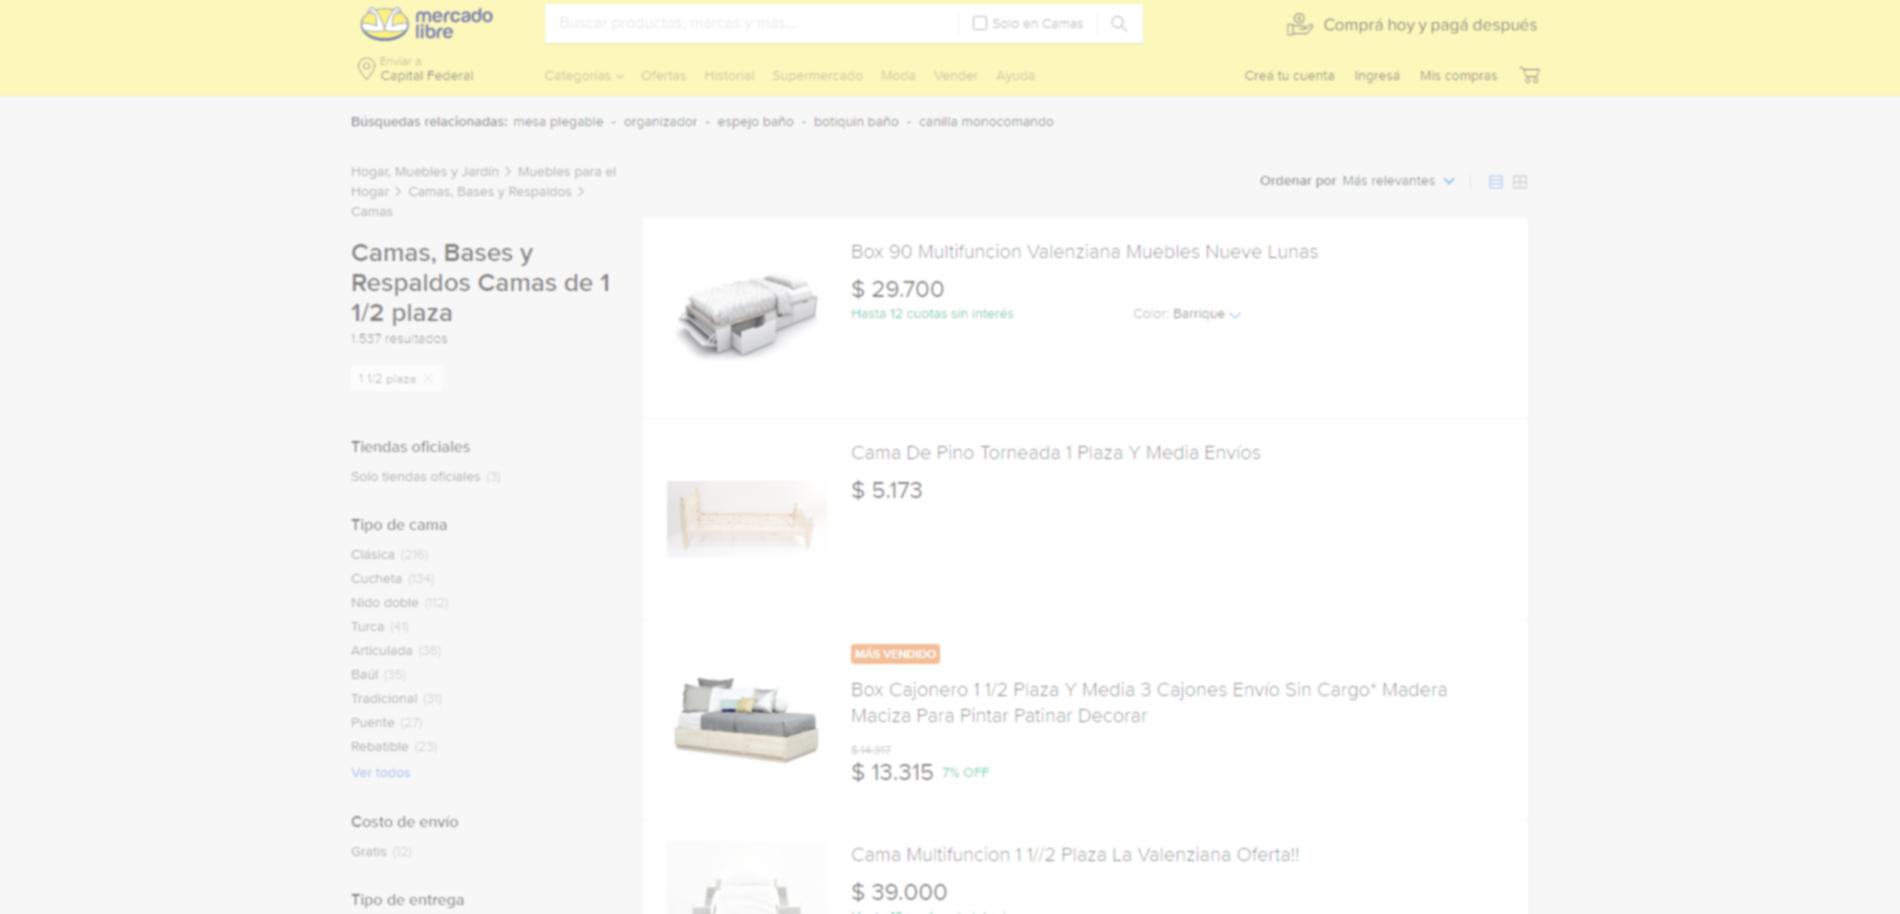 mercado
libre
Buscar productos, marcas y más...
Solo en Camas
Comprá hoy y pagá después
Enviar a
Capital Federal
Categorías Ofertas Historial Supermercado Moda Vender Ayuda
Creá tu cuenta Ingresá Mis compras
Búsquedas relacionadas: mesa plegable - organizador - espejo baño - botiquin baño - canilla monocomando
Hogar, Muebles y Jardín > Muebles para el
Hogar > Camas, Bases y Respaldos >
Camas
Ordenar por Más relevantes
Camas, Bases y
Respaldos Camas de 1
1/2 plaza
1.537 resultados
1 1/2 plaza
Tiendas oficiales
Solo tiendas oficiales (3)
Tipo de cama
Clásica (216)
Cucheta (134)
Nido doble (112)
Turca (41)
Articulada (36)
Baúl (35)
Tradicional (31)
Puente (27)
Rebatible (23)
Ver todos
Costo de envío
Gratis (12)
Tipo de entrega
Box 90 Multifuncion Valenziana Muebles Nueve Lunas
$ 29.700
Hasta 12 cuotas sin interés
Color: Barrique
Cama De Pino Torneada 1 Plaza Y Media Envíos
$ 5.173
MÁS VENDIDO
Box Cajonero 1 1/2 Plaza Y Media 3 Cajones Envío Sin Cargo* Madera
Maciza Para Pintar Patinar Decorar
$ 14.317
$ 13.315 7% OFF
Cama Multifuncion 1 1//2 Plaza La Valenziana Oferta!!
$ 39.000